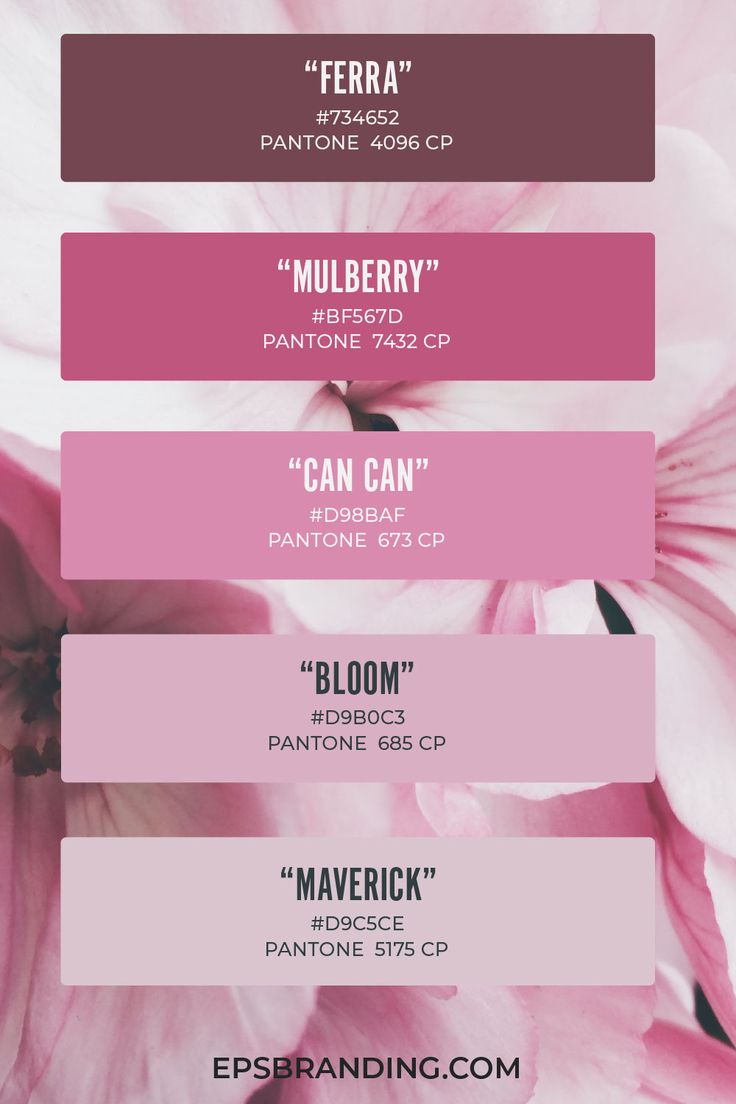 “FERRA”
#734652
PANTONE 4096 CP
“MULBERRY”
#BF567D
PANTONE 7432 CP
“CAN CAN”
#D98BAF
PANTONE 673 CP
“BLOOM”
#D9B0C3
PANTONE 685 CP
“MAVERICK”
#D9C5CE
PANTONE 5175 CP
EPSBRANDING.COM